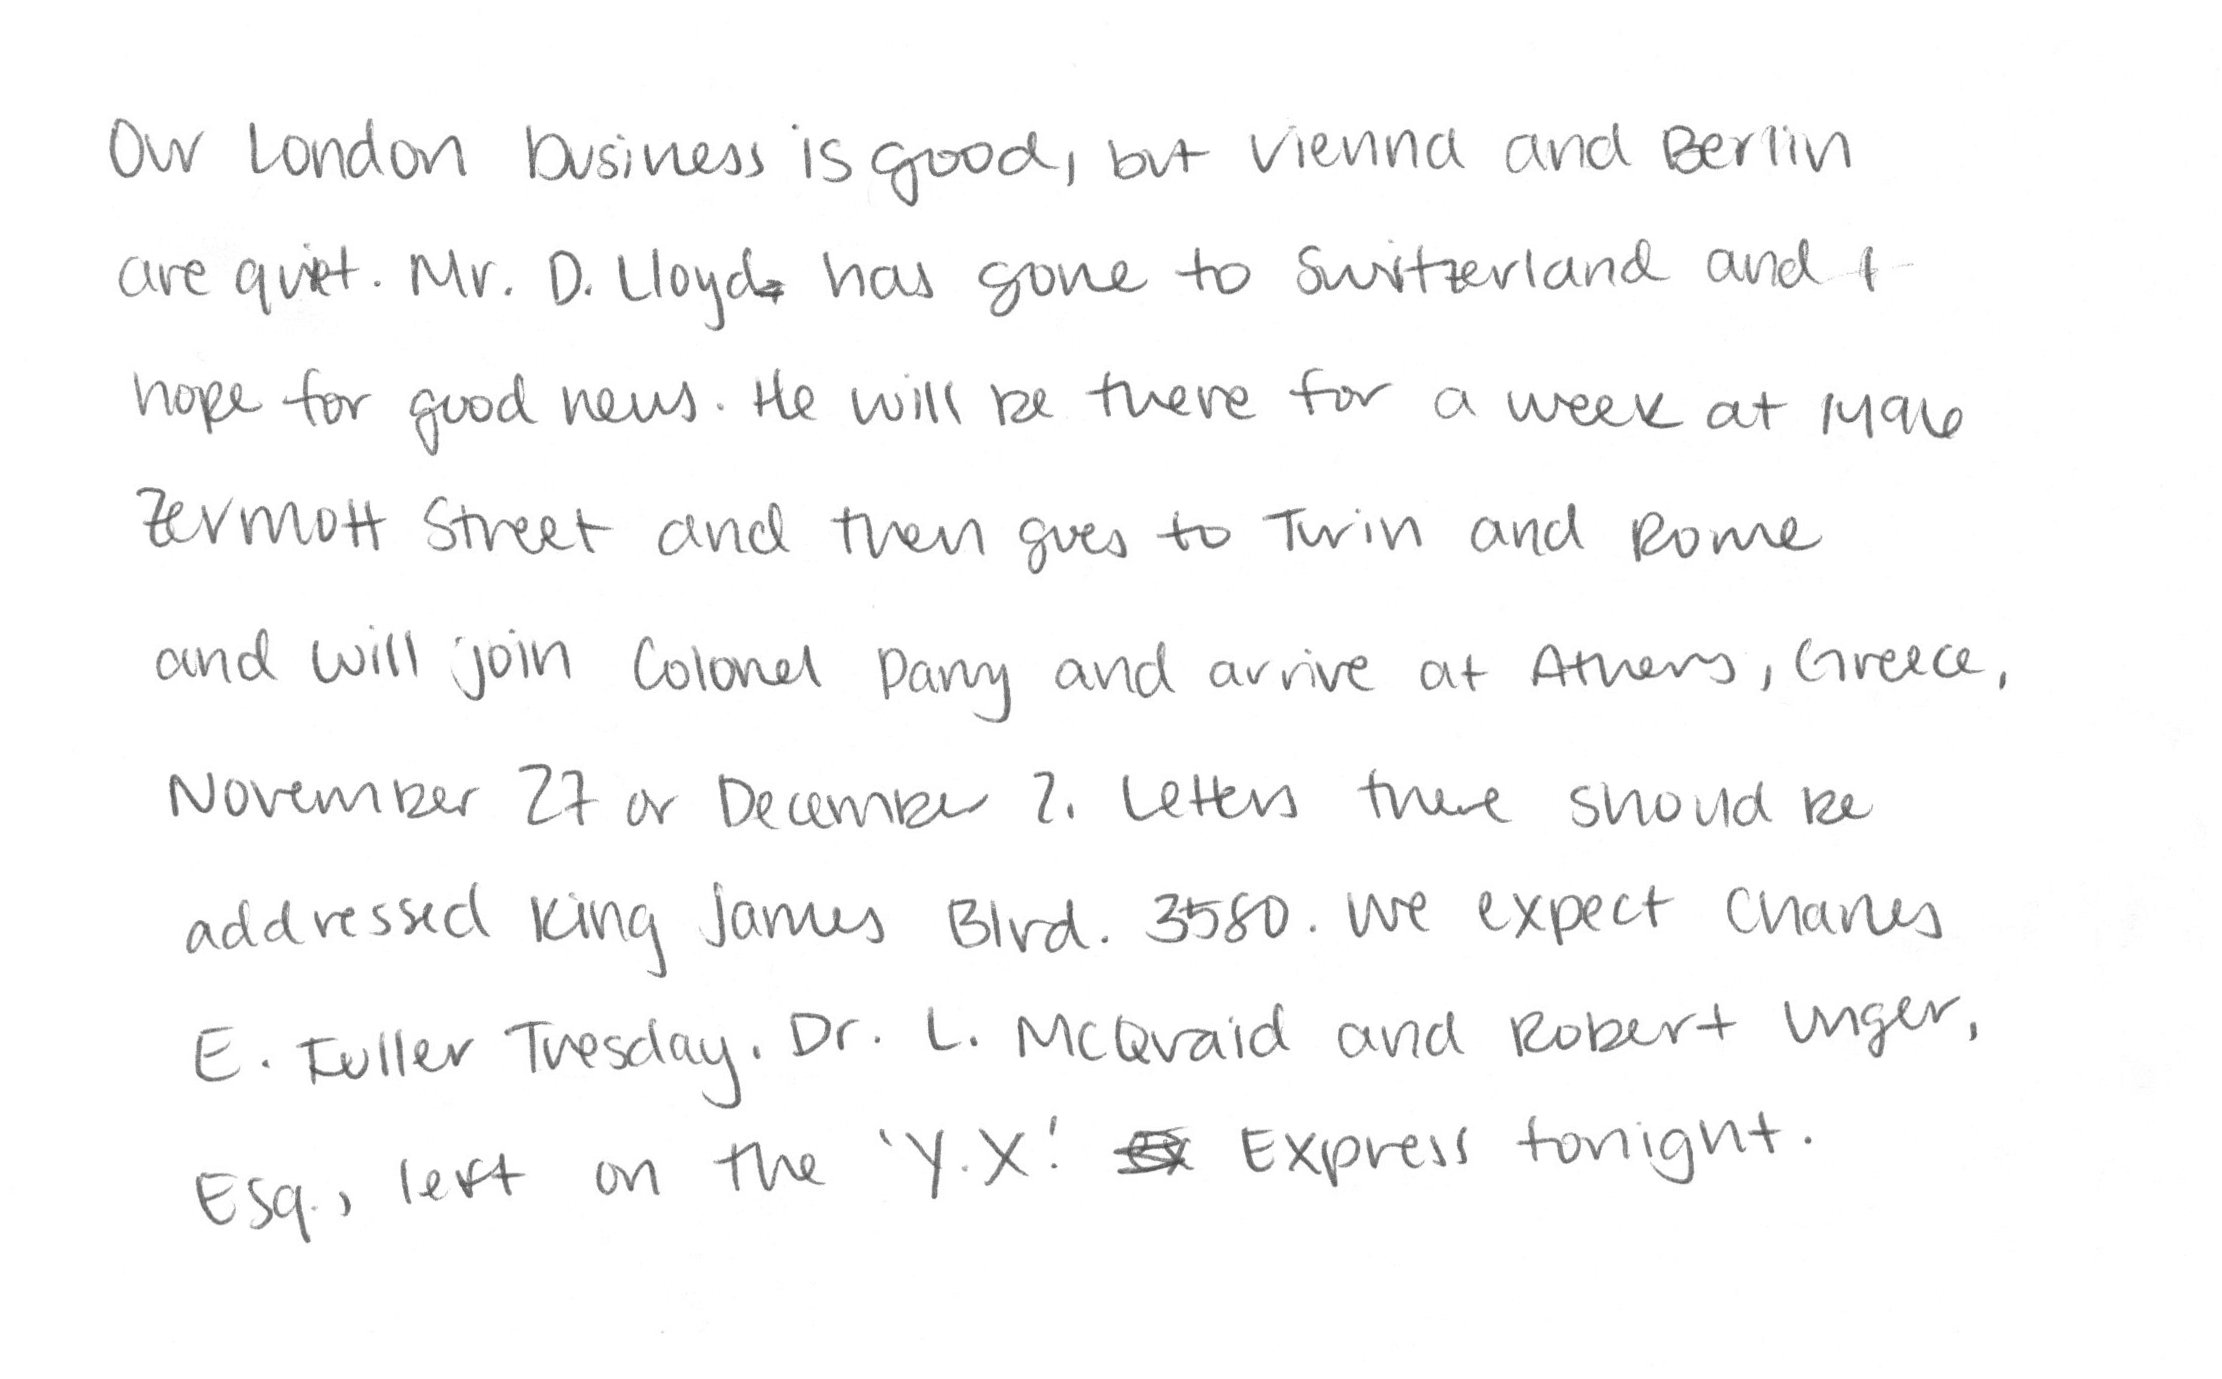 Our London business is good, but Vienna and Berlin
are quiet. Mr. D. Lloyd has gone to Switzerland and I
hope for good news. He will be there for a week at 1496
Zermott Street and then goes to Turin and Rome
and will join Colonel Parry and arrive at Athens, Greece,
November 27 or December 2. Letters there should be
addressed King James Blvd. 3580. We expect Charles
E. Fuller Tuesday. Dr. L. McQuaid and Robert Unger,
Esq., left on the 'Y.X.' Express tonight.